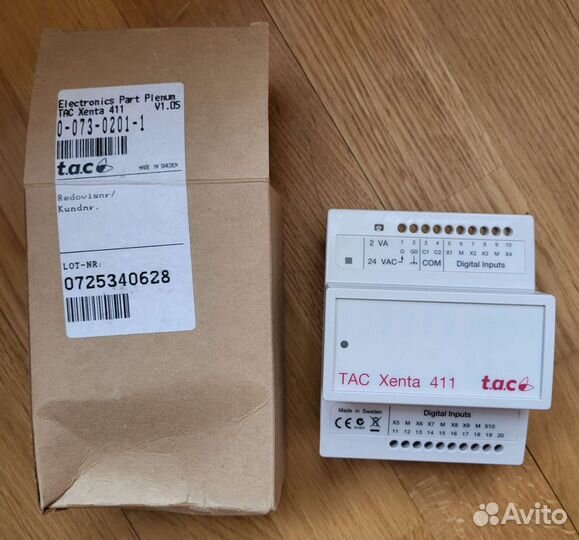 Electronics Part Plenum
TAC Xenta 411 V1.05
0-073-0201-1
t.a.c
MADE IN SWEDEN
Redovisnr/
Kundnr.
LOT-NR:
0725340628
1 2 3 4 5 6 7 8 9 10
2 VA G G0 C1 C2 X1 M X2 X3 M X4
24 VAC COM Digital Inputs
TAC Xenta 411 t.a.c
Made in Sweden Digital Inputs
CE X5 M X6 X7 M X8 X9 M X10
11 12 13 14 15 16 17 18 19 20
Avito